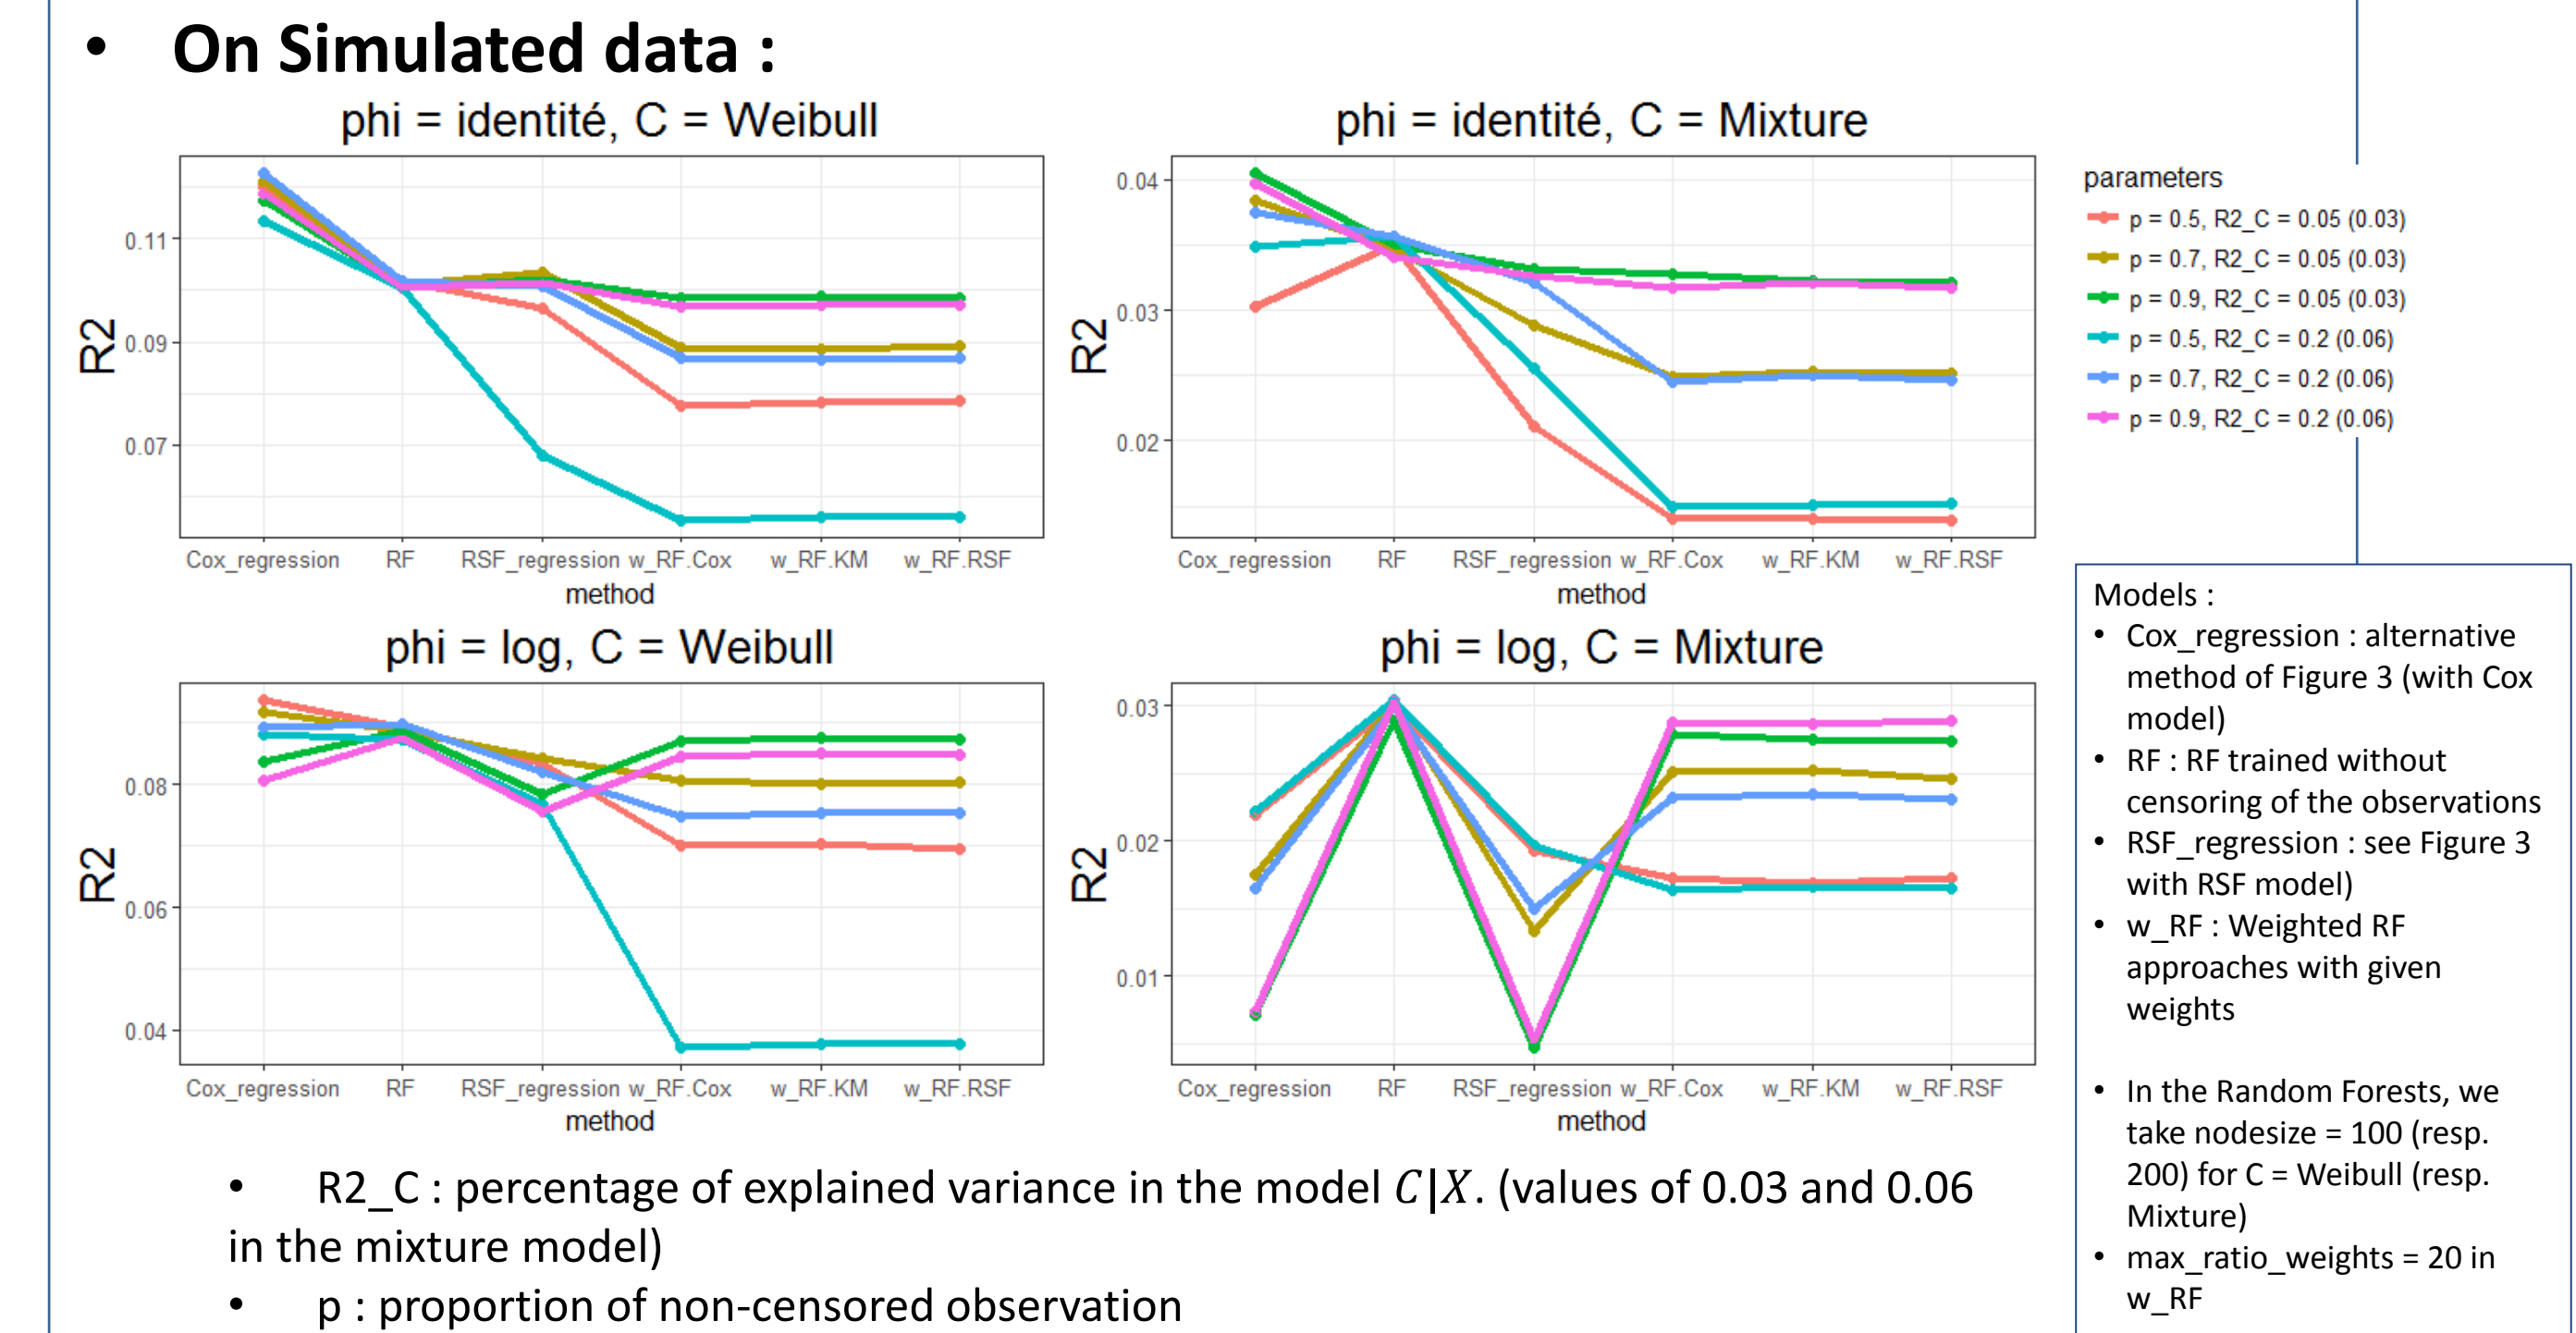 • On Simulated data :
phi = identité, C = Weibull
R2
0.11
0.09
0.07
Cox_regression RF RSF_regression w_RF.Cox w_RF.KM w_RF.RSF
method
phi = identité, C = Mixture
R2
0.04
0.03
0.02
Cox_regression RF RSF_regression w_RF.Cox w_RF.KM w_RF.RSF
method
parameters
p = 0.5, R2_C = 0.05 (0.03)
p = 0.7, R2_C = 0.05 (0.03)
p = 0.9, R2_C = 0.05 (0.03)
p = 0.5, R2_C = 0.2 (0.06)
p = 0.7, R2_C = 0.2 (0.06)
p = 0.9, R2_C = 0.2 (0.06)
phi = log, C = Weibull
R2
0.08
0.06
0.04
Cox_regression RF RSF_regression w_RF.Cox w_RF.KM w_RF.RSF
method
phi = log, C = Mixture
R2
0.03
0.02
0.01
Cox_regression RF RSF_regression w_RF.Cox w_RF.KM w_RF.RSF
method
Models :
• Cox_regression : alternative
method of Figure 3 (with Cox
model)
• RF : RF trained without
censoring of the observations
• RSF_regression : see Figure 3
with RSF model)
• w_RF : Weighted RF
approaches with given
weights
• In the Random Forests, we
take nodesize = 100 (resp.
200) for C = Weibull (resp.
Mixture)
• max_ratio_weights = 20 in
w_RF
• R2_C : percentage of explained variance in the model C|X. (values of 0.03 and 0.06
in the mixture model)
• p : proportion of non-censored observation